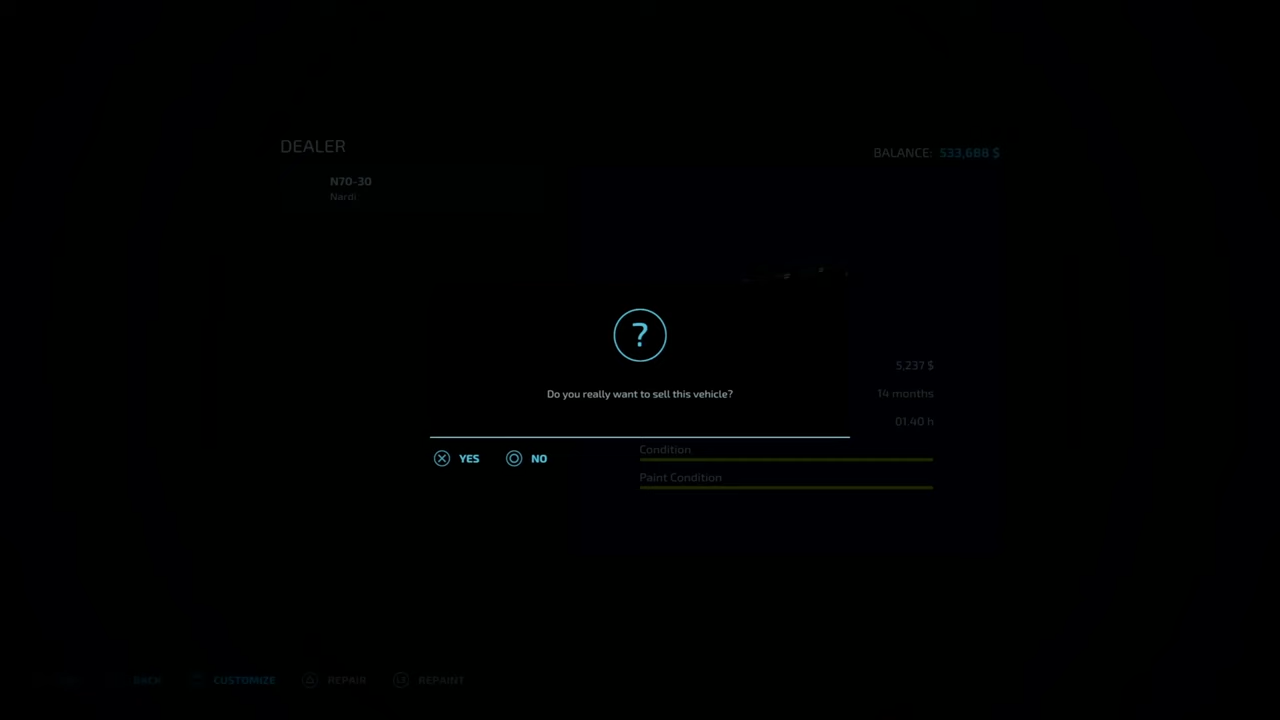 DEALER
BALANCE: 533,688 $
N70-30
Nardi
?
5,237 $
Do you really want to sell this vehicle?
14 months
01:40 h
Condition
YES NO
Paint Condition
BACK CUSTOMIZE REPAIR REPAINT